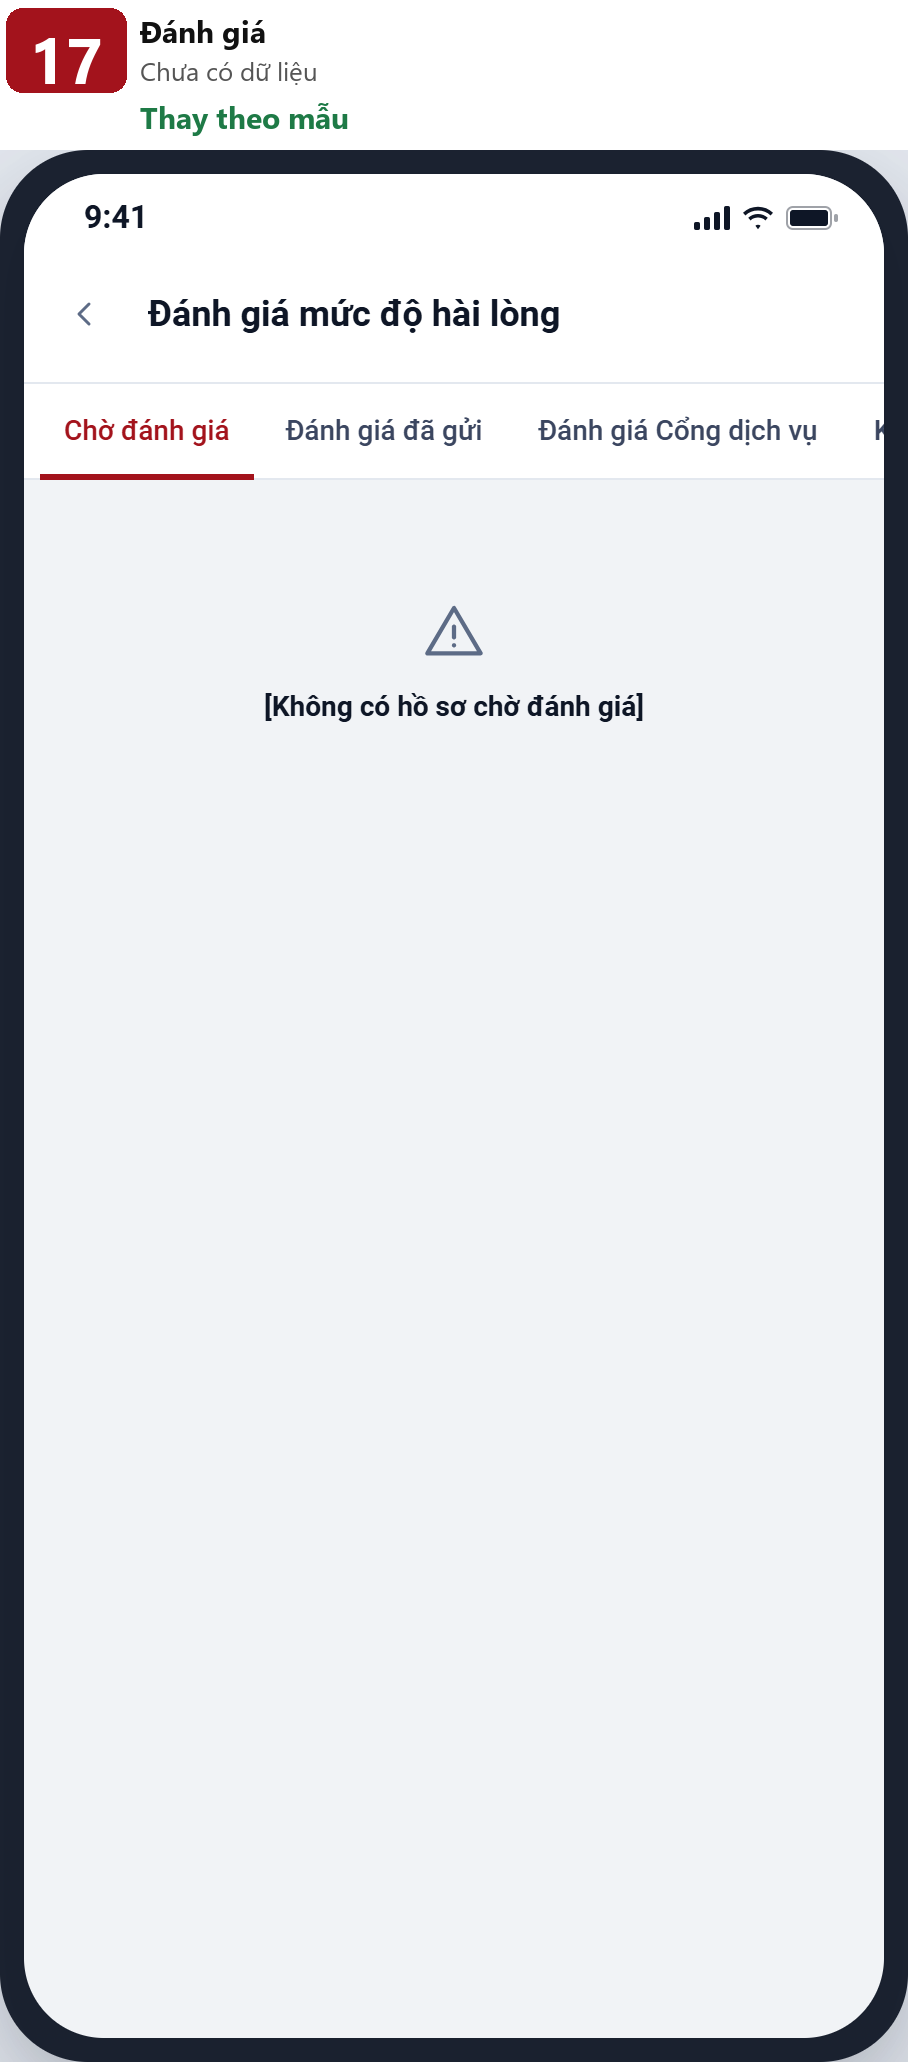 17
Đánh giá
Chưa có dữ liệu
Thay theo mẫu
9:41
Đánh giá mức độ hài lòng
Chờ đánh giá
Đánh giá đã gửi
Đánh giá Cổng dịch vụ
K
[Không có hồ sơ chờ đánh giá]